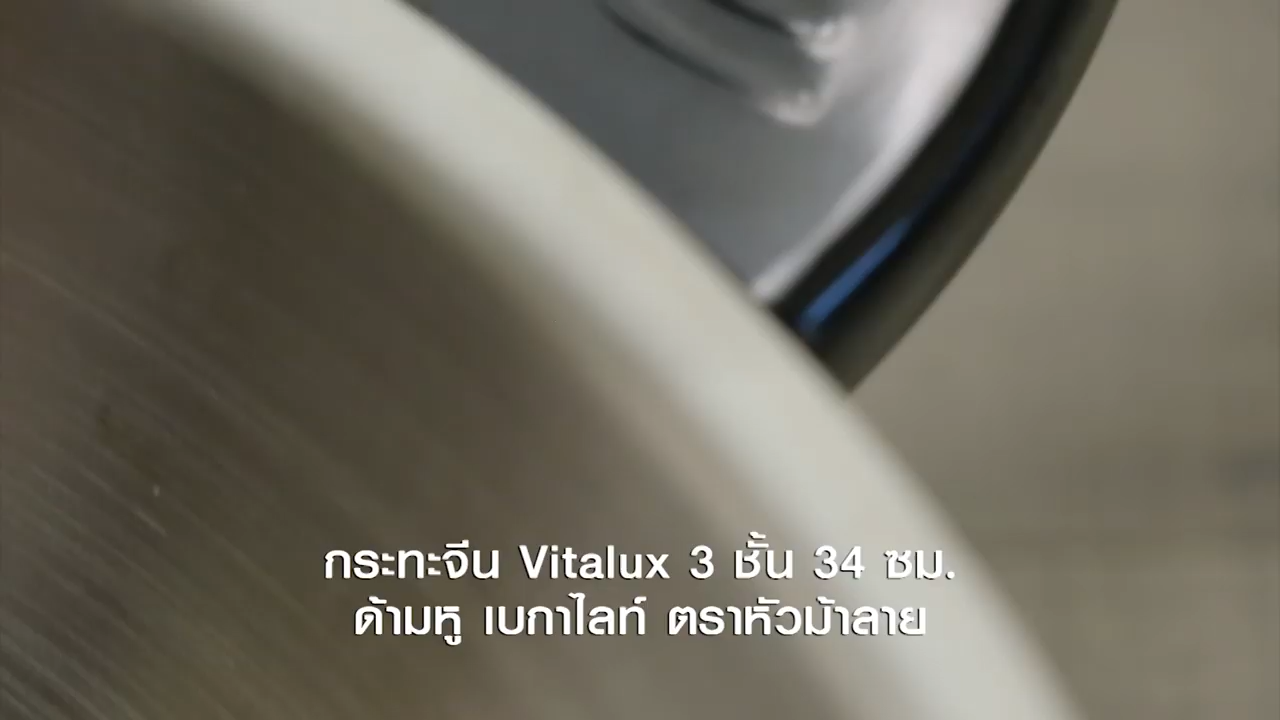 กระทะจีน Vitalux 3 ชั้น 34 ซม.
ด้ามหู เบกาไลท์ ตราหัวม้าลาย